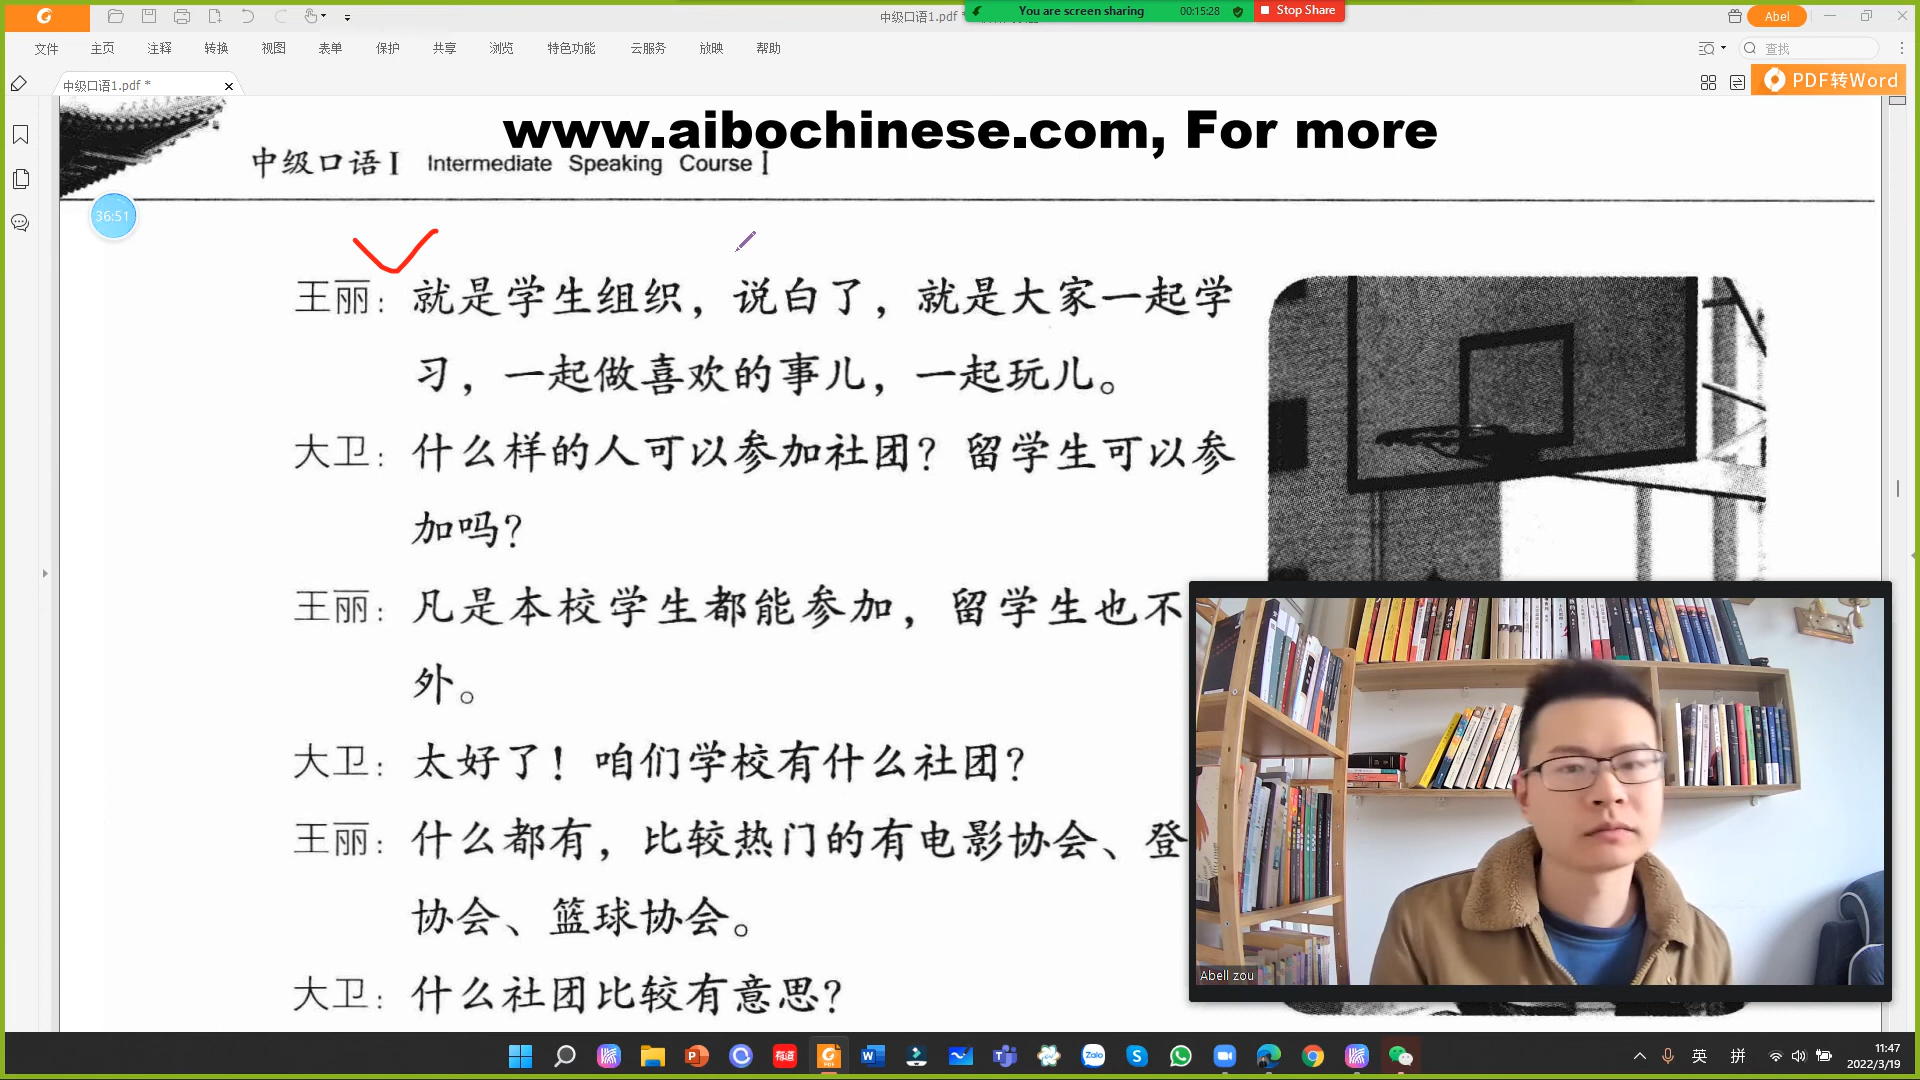 中级口语1.pdf *
You are screen sharing
00:15:28
Stop Share
Abel
文件 主页 注释 转换 视图 表单 保护 共享 浏览 特色功能 云服务 放映 帮助
查找
中级口语1.pdf *
PDF转Word
www.aibochinese.com, For more
中级口语Ⅰ Intermediate Speaking Course Ⅰ
36:51
王丽：就是学生组织，说白了，就是大家一起学
习，一起做喜欢的事儿，一起玩儿。
大卫：什么样的人可以参加社团？留学生可以参
加吗？
王丽：凡是本校学生都能参加，留学生也不
外。
大卫：太好了！咱们学校有什么社团？
王丽：什么都有，比较热门的有电影协会、登
协会、篮球协会。
大卫：什么社团比较有意思？
Abell zou
有道
PDF
Zalo
英 拼
11:47
2022/3/19